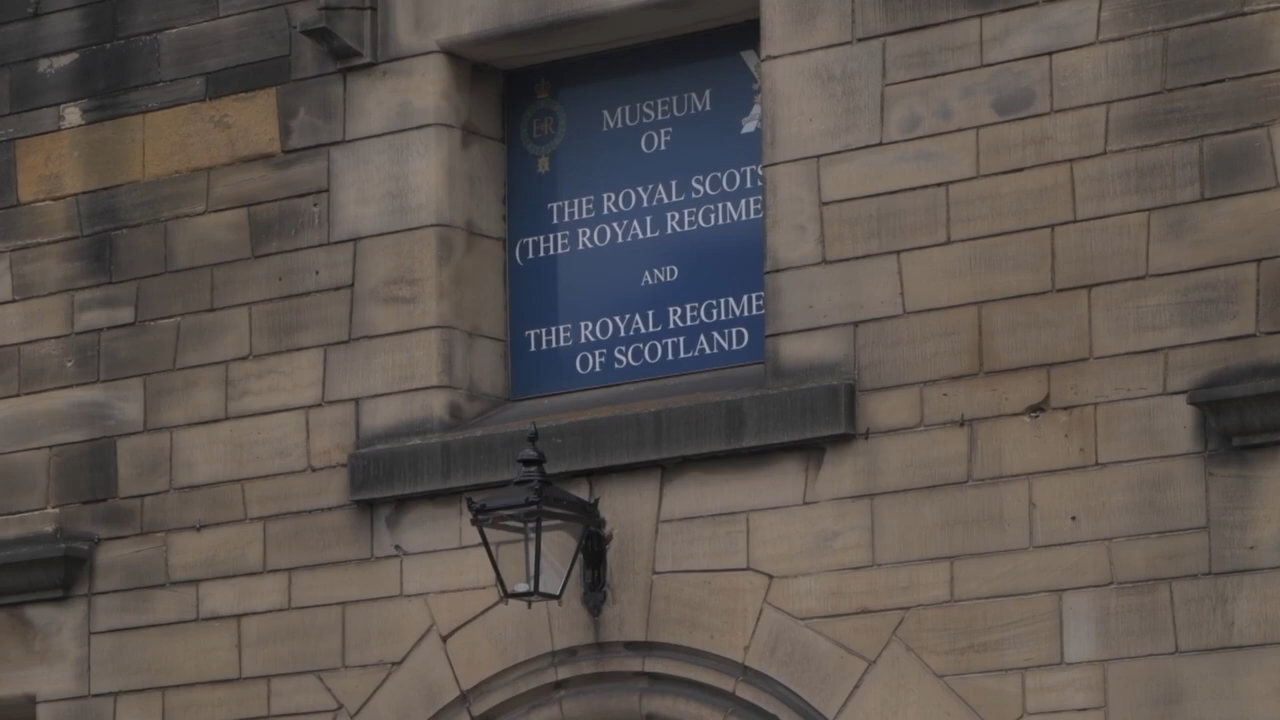 ER
MUSEUM
OF
THE ROYAL SCOTS
(THE ROYAL REGIME
AND
THE ROYAL REGIME
OF SCOTLAND